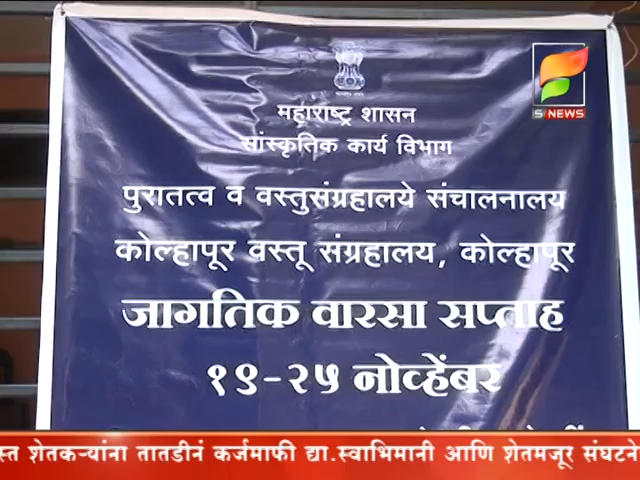 महाराष्ट्र शासन
सांस्कृतिक कार्य विभाग
पुरातत्व व वस्तुसंग्रहालये संचालनालय
कोल्हापूर वस्तू संग्रहालय, कोल्हापूर
जागतिक वारसा सप्ताह
१९-२५ नोव्हेंबर
S NEWS
स्त शेतकऱ्यांना तातडीनं कर्जमाफी द्या.स्वाभिमानी आणि शेतमजूर संघटने